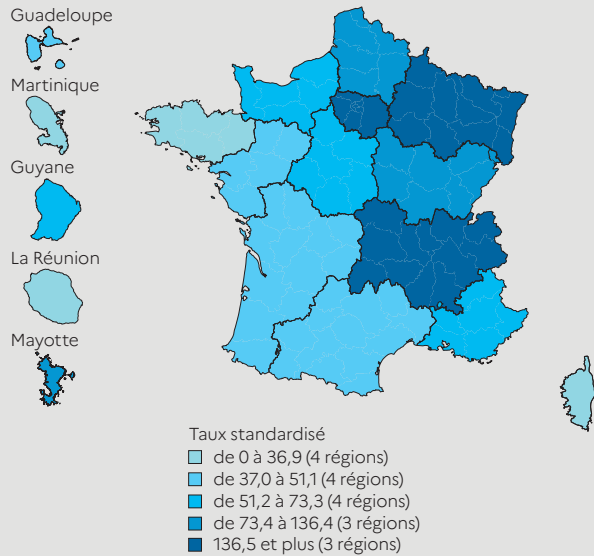 Guadeloupe
Martinique
Guyane
La Réunion
Mayotte
Taux standardisé
de 0 à 36,9 (4 régions)
de 37,0 à 51,1 (4 régions)
de 51,2 à 73,3 (4 régions)
de 73,4 à 136,4 (3 régions)
136,5 et plus (3 régions)